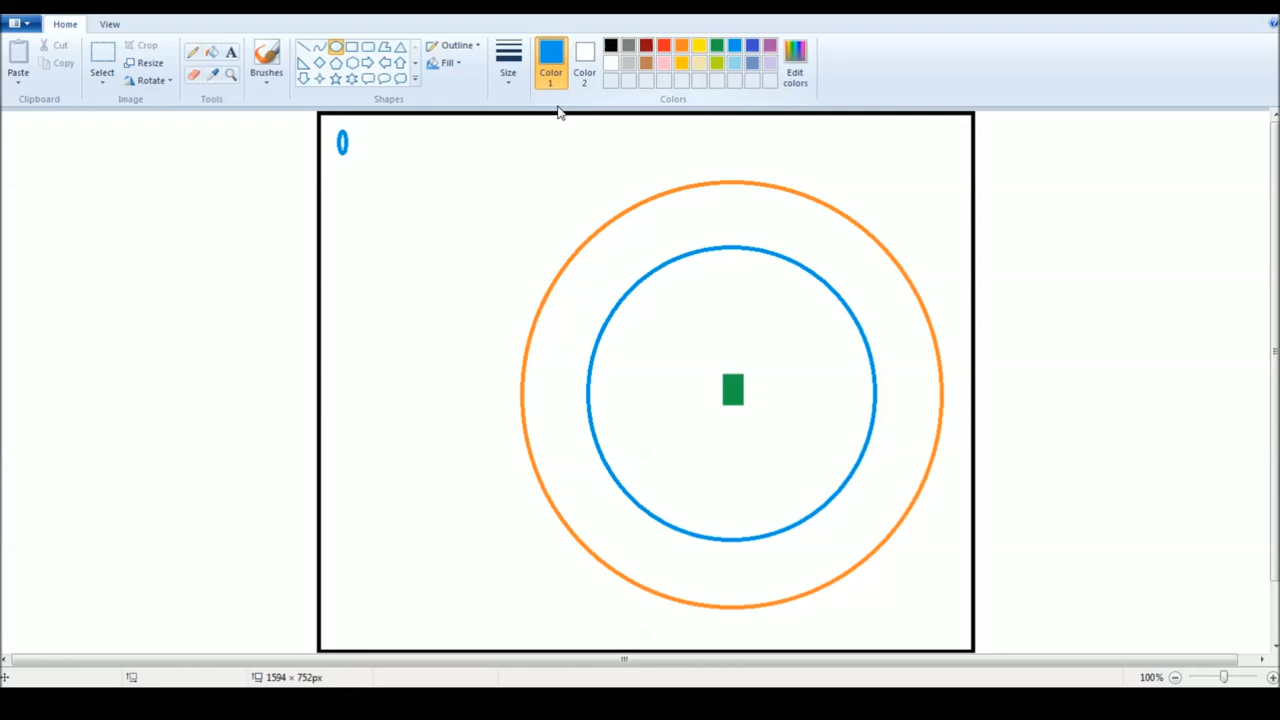 Home View
Paste
Cut
Copy
Clipboard
Select
Crop
Resize
Rotate
Image
A
Tools
Brushes
Shapes
Outline
Fill
Size
Color 1
Color 2
Edit colors
Colors
1594 × 752px
100%